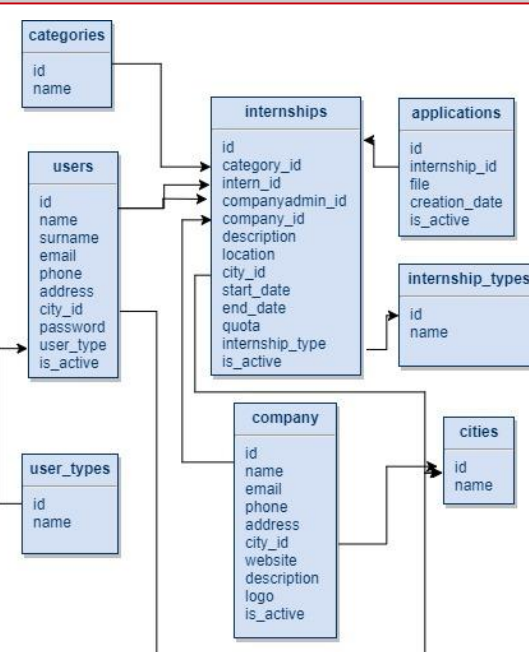 categories
id
name
users
id
name
surname
email
phone
address
city_id
password
user_type
is_active
user_types
id
name
internships
id
category_id
intern_id
companyadmin_id
company_id
description
location
city_id
start_date
end_date
quota
internship_type
is_active
company
id
name
email
phone
address
city_id
website
description
logo
is_active
applications
id
internship_id
file
creation_date
is_active
internship_types
id
name
cities
id
name